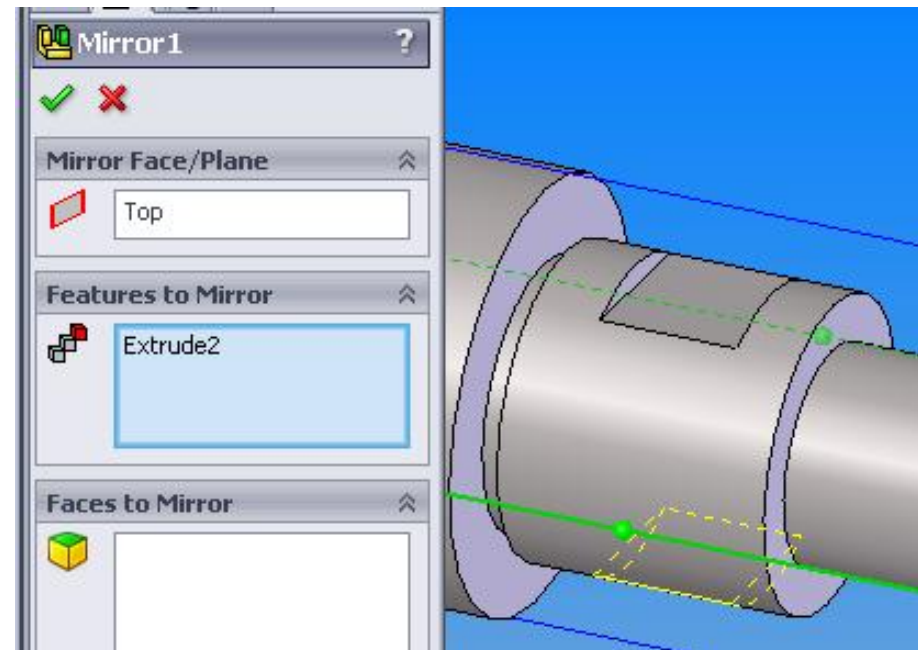 Mirror1 ?
Mirror Face/Plane
Top
Features to Mirror
Extrude2
Faces to Mirror